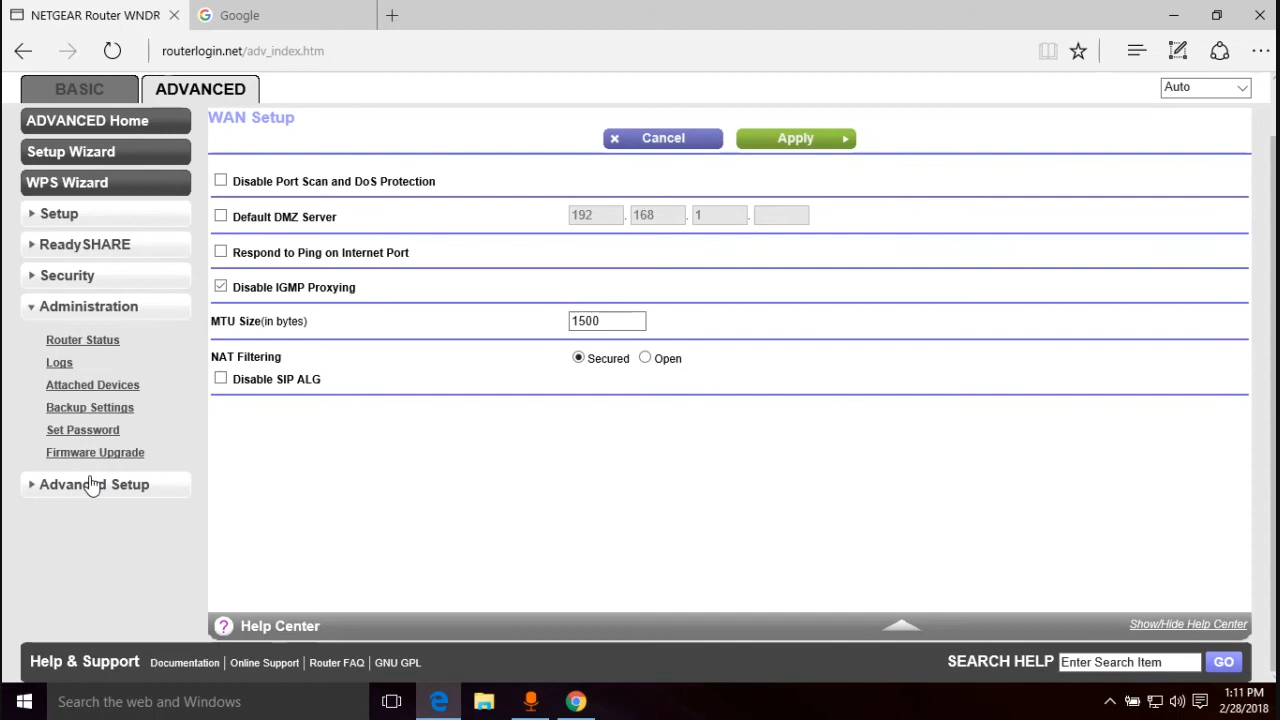 NETGEAR Router WNDR
Google
routerlogin.net/adv_index.htm
BASIC
ADVANCED
Auto
ADVANCED Home
Setup Wizard
WPS Wizard
Setup
ReadySHARE
Security
Administration
Router Status
Logs
Attached Devices
Backup Settings
Set Password
Firmware Upgrade
Advanced Setup
WAN Setup
Cancel
Apply
Disable Port Scan and DoS Protection
Default DMZ Server 192 . 168 . 1 .
Respond to Ping on Internet Port
Disable IGMP Proxying
MTU Size(in bytes) 1500
NAT Filtering Secured Open
Disable SIP ALG
? Help Center Show/Hide Help Center
Help & Support Documentation | Online Support | Router FAQ | GNU GPL SEARCH HELP Enter Search Item GO
Search the web and Windows
1:11 PM
2/28/2018